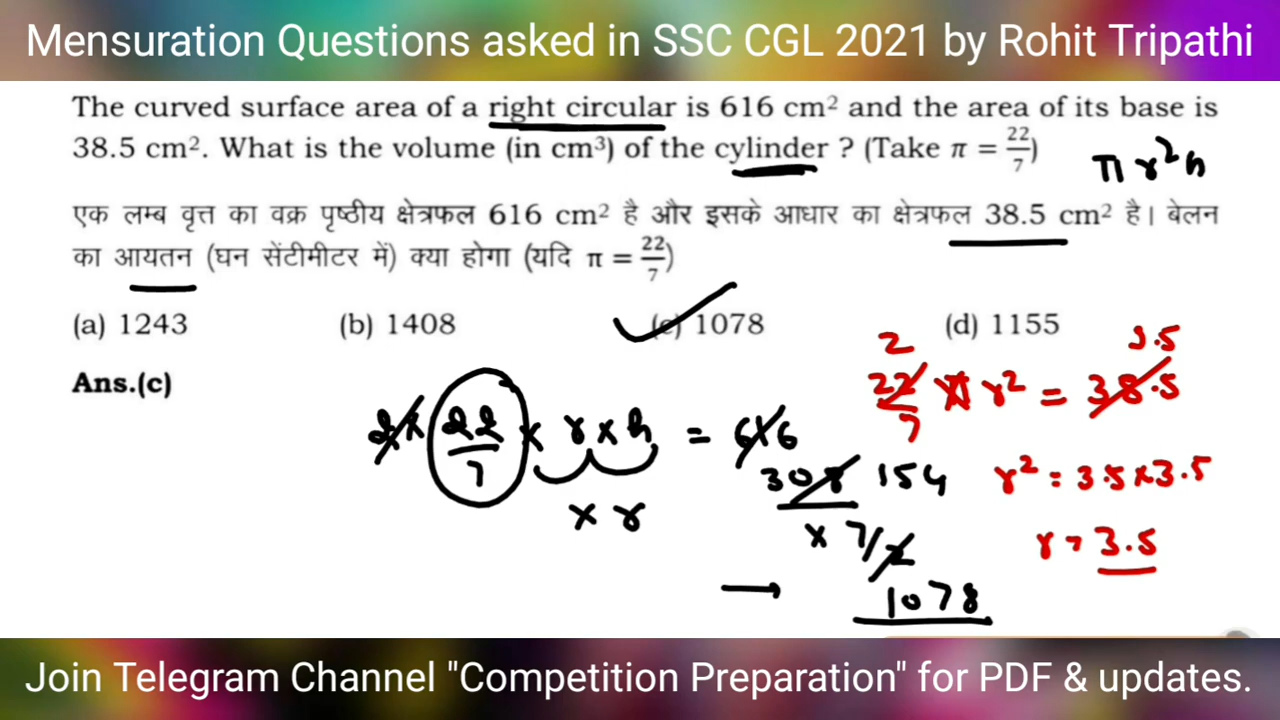 Mensuration Questions asked in SSC CGL 2021 by Rohit Tripathi
The curved surface area of a right circular is 616 cm² and the area of its base is
38.5 cm². What is the volume (in cm³) of the cylinder ? (Take π = 22/7)
π r²h
एक लम्ब वृत्त का वक्र पृष्ठीय क्षेत्रफल 616 cm² है और इसके आधार का क्षेत्रफल 38.5 cm² है। बेलन
का आयतन (घन सेंटीमीटर में) क्या होगा (यदि π = 22/7)
(a) 1243 (b) 1408 (c) 1078 (d) 1155
Ans.(c)
2 3.5
22/7 r² = 38.5
2 × 22/7 × r × h = 616
308 154
r² = 3.5×3.5
× r
× 7/2
r = 3.5
1078
Join Telegram Channel "Competition Preparation" for PDF & updates.